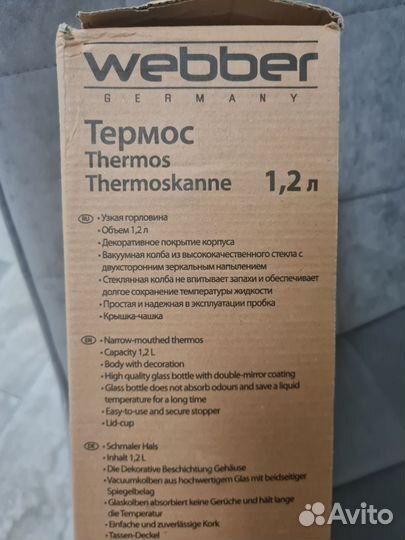 webber
GERMANY
Термос
Thermos
Thermoskanne 1,2 л
RU • Узкая горловина
• Объем 1,2 л
• Декоративное покрытие корпуса
• Вакуумная колба из высококачественного стекла с
двухсторонним зеркальным напылением
• Стеклянная колба не впитывает запахи и обеспечивает
долгое сохранение температуры жидкости
• Простая и надежная в эксплуатации пробка
• Крышка-чашка
EN • Narrow-mouthed thermos
• Capacity 1,2 L
• Body with decoration
• High quality glass bottle with double-mirror coating
• Glass bottle does not absorb odours and save a liquid
temperature for a long time
• Easy-to-use and secure stopper
• Lid-cup
• Schmaler Hals
• Inhalt 1,2 L
• Die Dekorative Beschichtung Gehäuse
• Vacuumkolben aus hochwertigem Glas mit beidseitiger
Spiegelbelag
• Glaskolben absorbiert keine Gerüche und hält lange
die Temperatur
• Einfache und zuverlässige Kork
• Tassen-Deckel
Avito